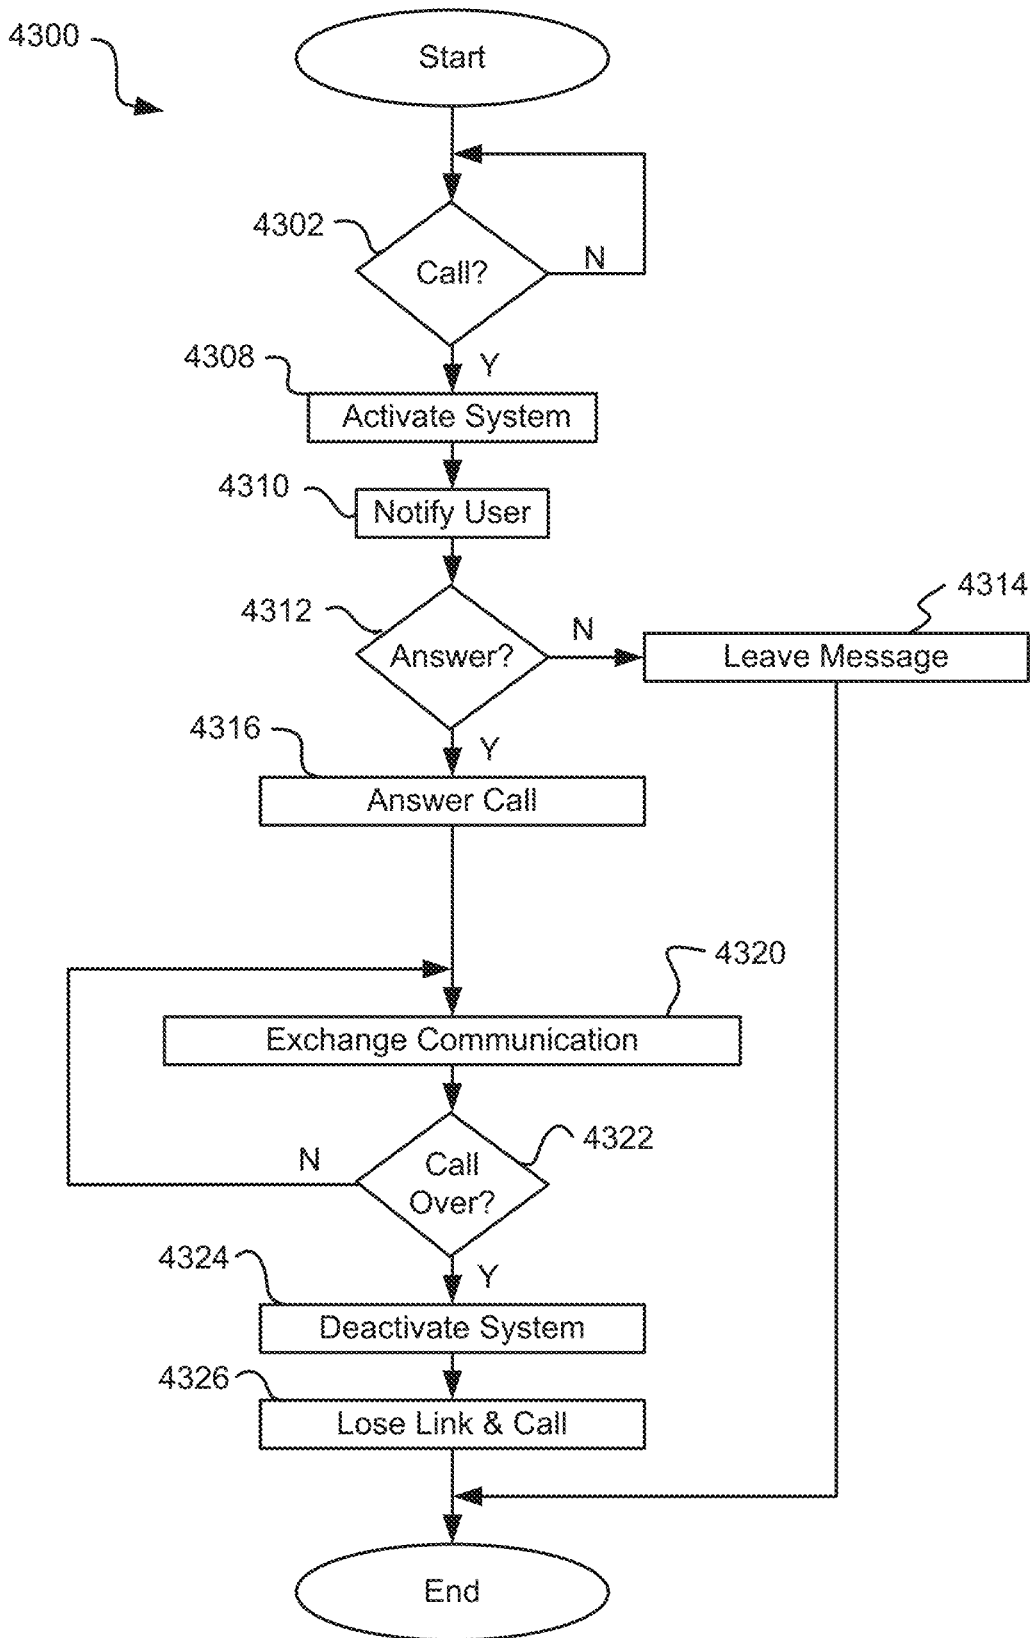 4300
Start
4302
Call?
N
Y
4308
Activate System
4310
Notify User
4312
Answer?
N
4314
Leave Message
Y
4316
Answer Call
4320
Exchange Communication
4322
Call
Over?
N
Y
4324
Deactivate System
4326
Lose Link & Call
End